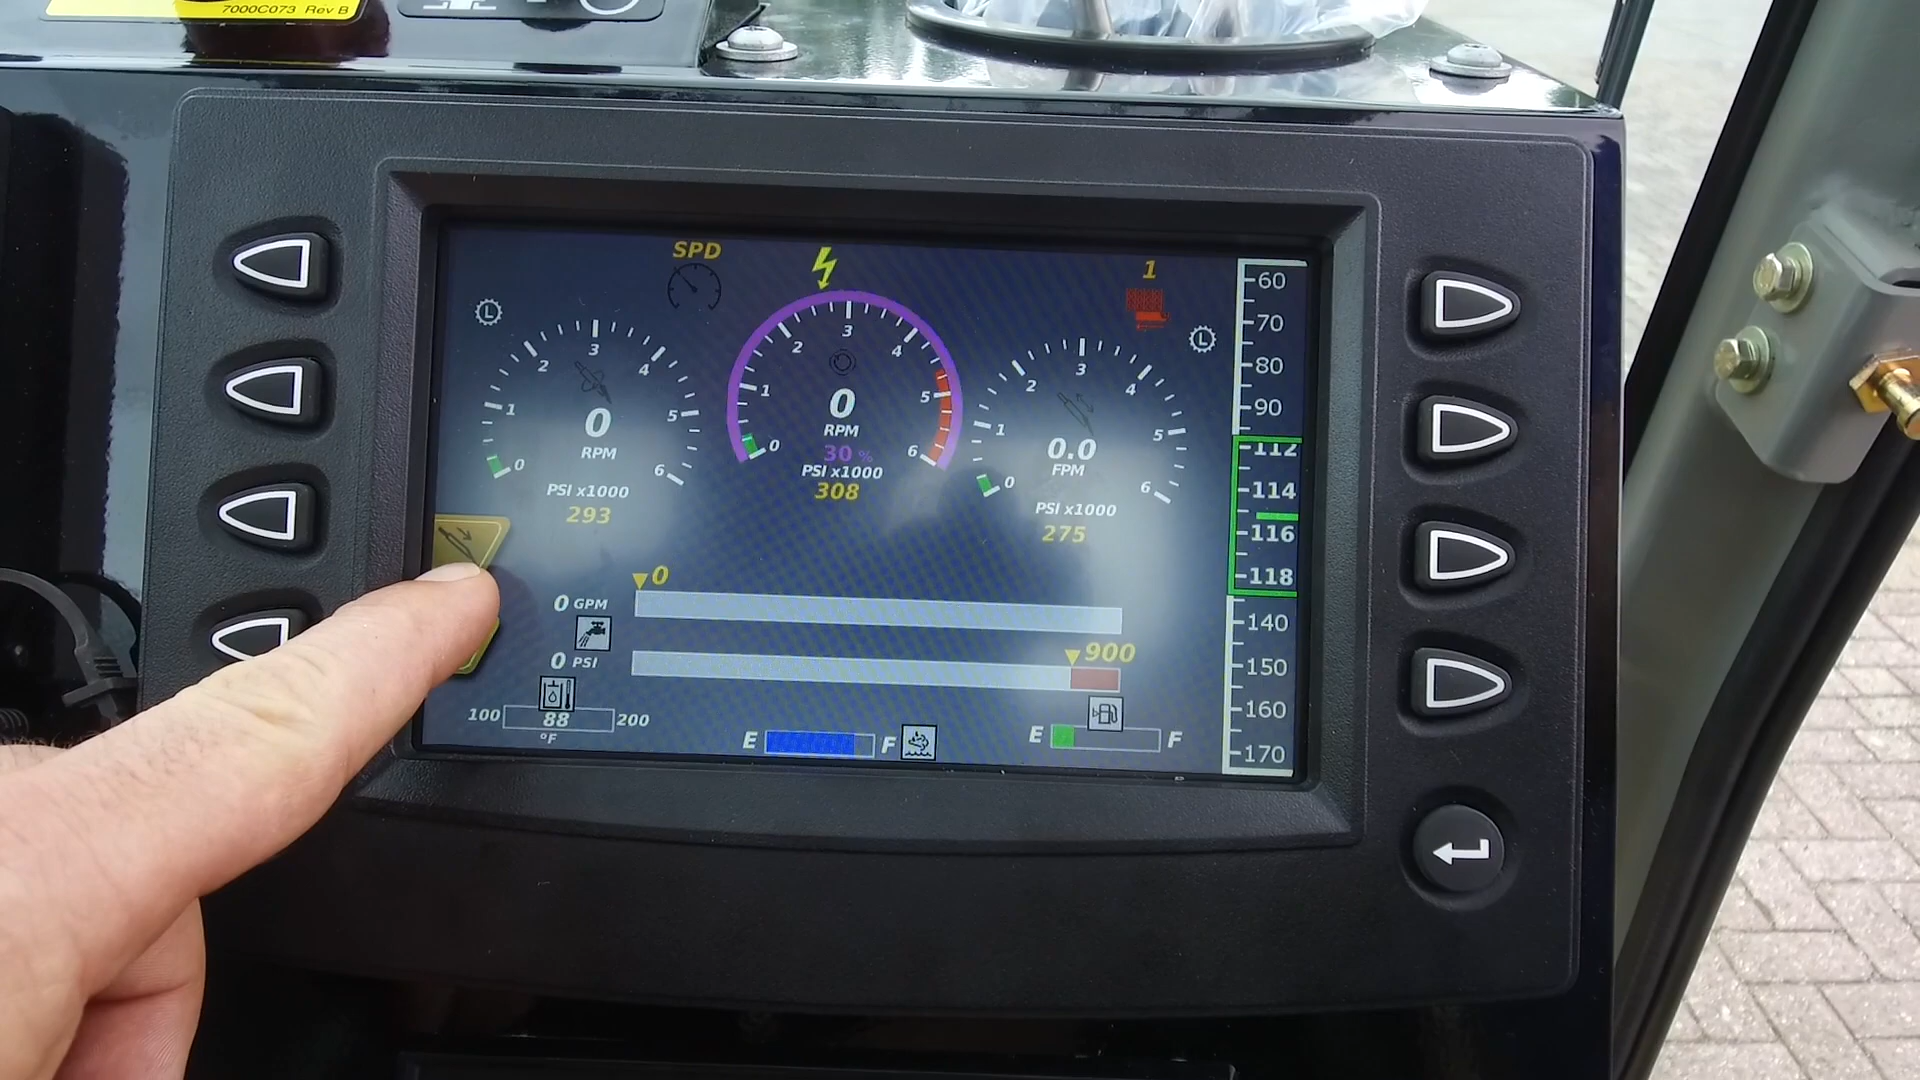 7000C073 Rev B
SPD
1
L
0 1 2 3 4 5 6
0
RPM
PSI x1000
293
0 1 2 3 4 5 6
0
RPM
30 %
PSI x1000
308
L
0 1 2 3 4 5 6
0.0
FPM
PSI x1000
275
60
70
80
90
112
114
116
118
140
150
160
170
0
0 GPM
900
0 PSI
100 88 200
°F
E F
E F